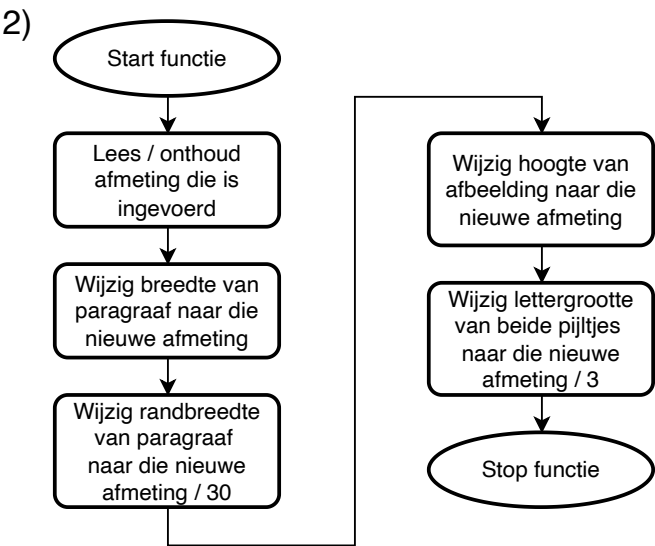 2)
Start functie
Lees / onthoud
afmeting die is
ingevoerd
Wijzig breedte van
paragraaf naar die
nieuwe afmeting
Wijzig randbreedte
van paragraaf
naar die nieuwe
afmeting / 30
Wijzig hoogte van
afbeelding naar die
nieuwe afmeting
Wijzig lettergrootte
van beide pijltjes
naar die nieuwe
afmeting / 3
Stop functie